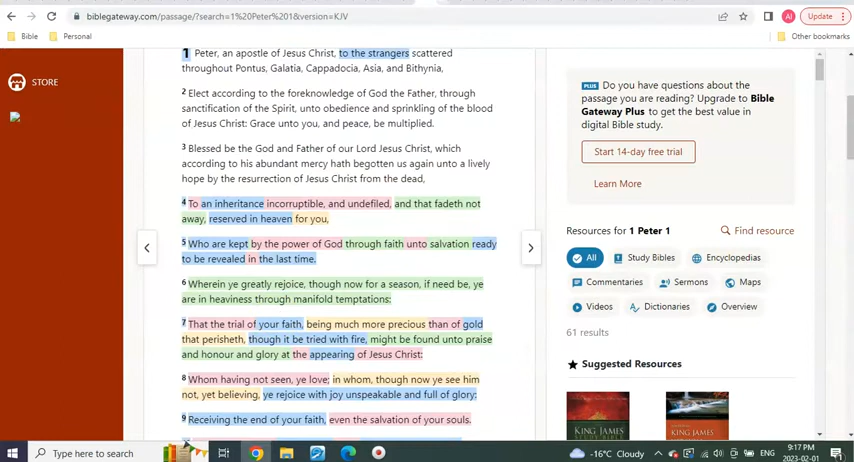 biblegateway.com/passage/?search=1%20Peter%201&version=KJV
AI
Update
Bible
Personal
Other bookmarks
STORE
1 Peter, an apostle of Jesus Christ, to the strangers scattered
throughout Pontus, Galatia, Cappadocia, Asia, and Bithynia,
2 Elect according to the foreknowledge of God the Father, through
sanctification of the Spirit, unto obedience and sprinkling of the blood
of Jesus Christ: Grace unto you, and peace, be multiplied.
3 Blessed be the God and Father of our Lord Jesus Christ, which
according to his abundant mercy hath begotten us again unto a lively
hope by the resurrection of Jesus Christ from the dead,
4 To an inheritance incorruptible, and undefiled, and that fadeth not
away, reserved in heaven for you,
5 Who are kept by the power of God through faith unto salvation ready
to be revealed in the last time.
6 Wherein ye greatly rejoice, though now for a season, if need be, ye
are in heaviness through manifold temptations:
7 That the trial of your faith, being much more precious than of gold
that perisheth, though it be tried with fire, might be found unto praise
and honour and glory at the appearing of Jesus Christ:
8 Whom having not seen, ye love; in whom, though now ye see him
not, yet believing, ye rejoice with joy unspeakable and full of glory:
9 Receiving the end of your faith, even the salvation of your souls.
PLUS Do you have questions about the
passage you are reading? Upgrade to Bible
Gateway Plus to get the best value in
digital Bible study.
Start 14-day free trial
Learn More
Resources for 1 Peter 1
Find resource
All
Study Bibles
Encyclopedias
Commentaries
Sermons
Maps
Videos
Dictionaries
Overview
61 results
Suggested Resources
KING JAMES
STUDY BIBLE
KING JAMES
Type here to search
-16°C Cloudy
ENG
9:17 PM
2023-02-01